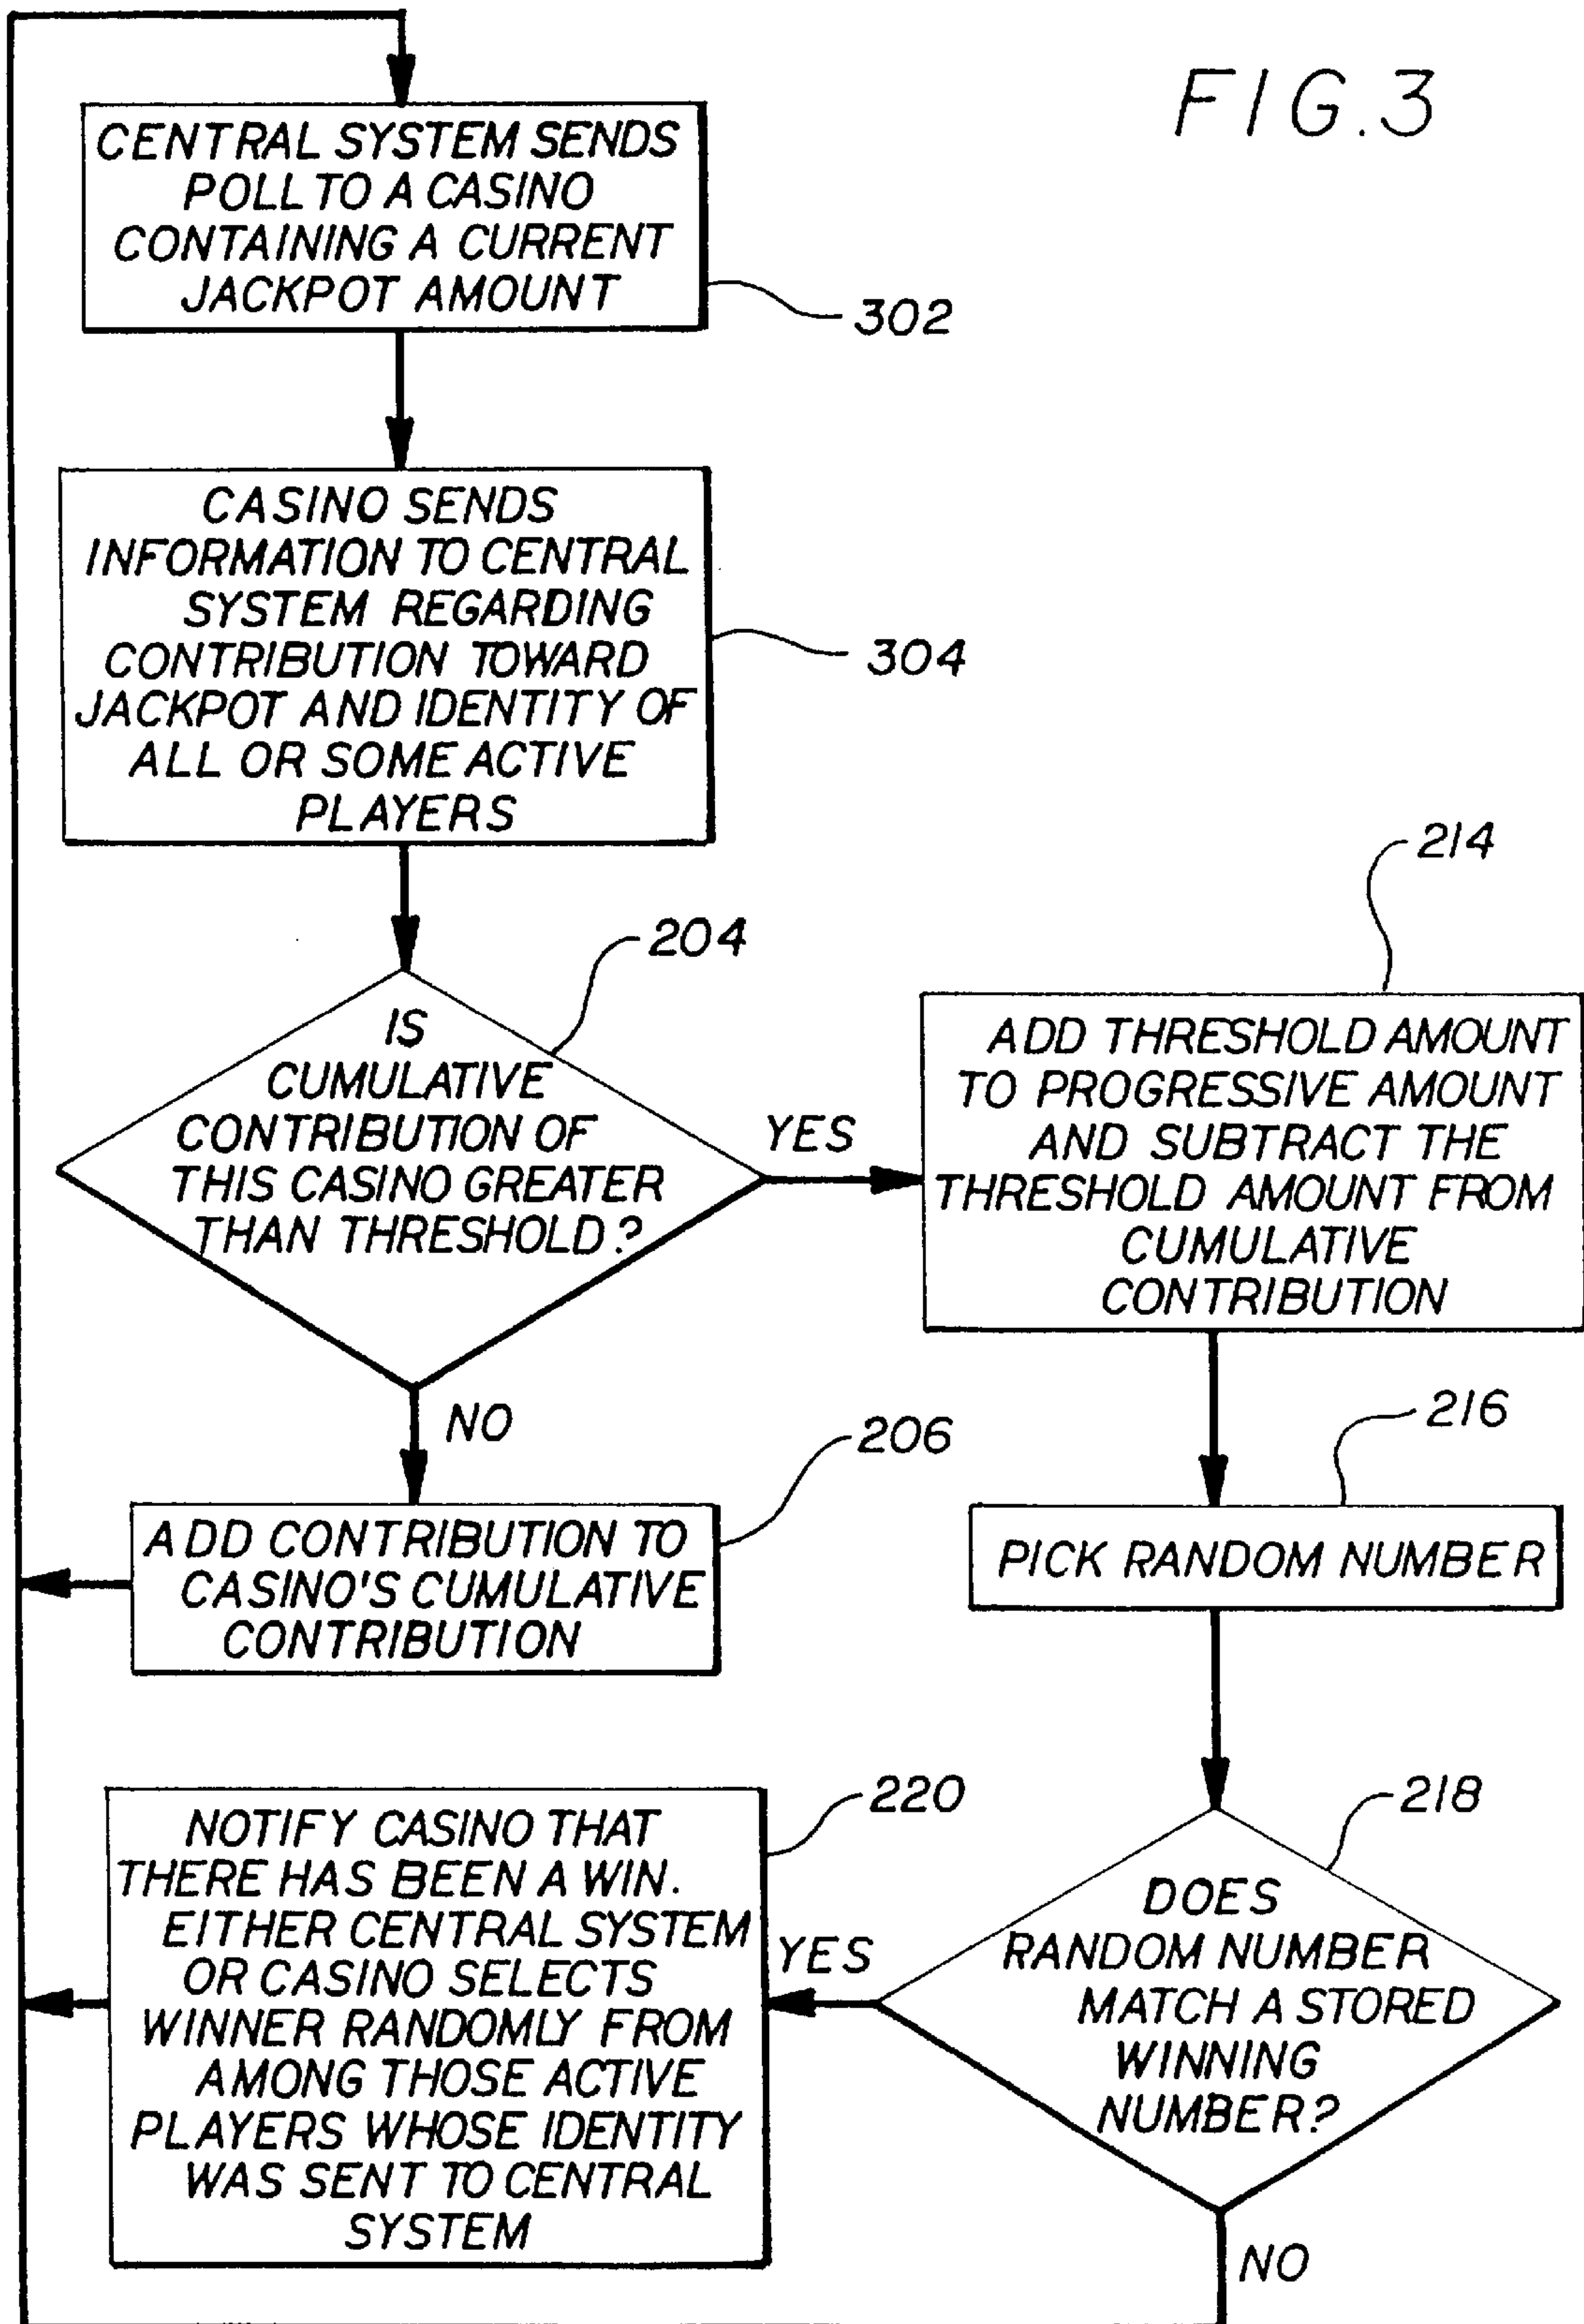 FIG.3
CENTRAL SYSTEM SENDS
POLL TO A CASINO
CONTAINING A CURRENT
JACKPOT AMOUNT
302
CASINO SENDS
INFORMATION TO CENTRAL
SYSTEM REGARDING
CONTRIBUTION TOWARD
JACKPOT AND IDENTITY OF
ALL OR SOME ACTIVE
PLAYERS
304
204
IS
CUMULATIVE
CONTRIBUTION OF
THIS CASINO GREATER
THAN THRESHOLD?
YES
NO
214
ADD THRESHOLD AMOUNT
TO PROGRESSIVE AMOUNT
AND SUBTRACT THE
THRESHOLD AMOUNT FROM
CUMULATIVE
CONTRIBUTION
206
ADD CONTRIBUTION TO
CASINO'S CUMULATIVE
CONTRIBUTION
216
PICK RANDOM NUMBER
218
DOES
RANDOM NUMBER
MATCH A STORED
WINNING
NUMBER?
YES
NO
220
NOTIFY CASINO THAT
THERE HAS BEEN A WIN.
EITHER CENTRAL SYSTEM
OR CASINO SELECTS
WINNER RANDOMLY FROM
AMONG THOSE ACTIVE
PLAYERS WHOSE IDENTITY
WAS SENT TO CENTRAL
SYSTEM